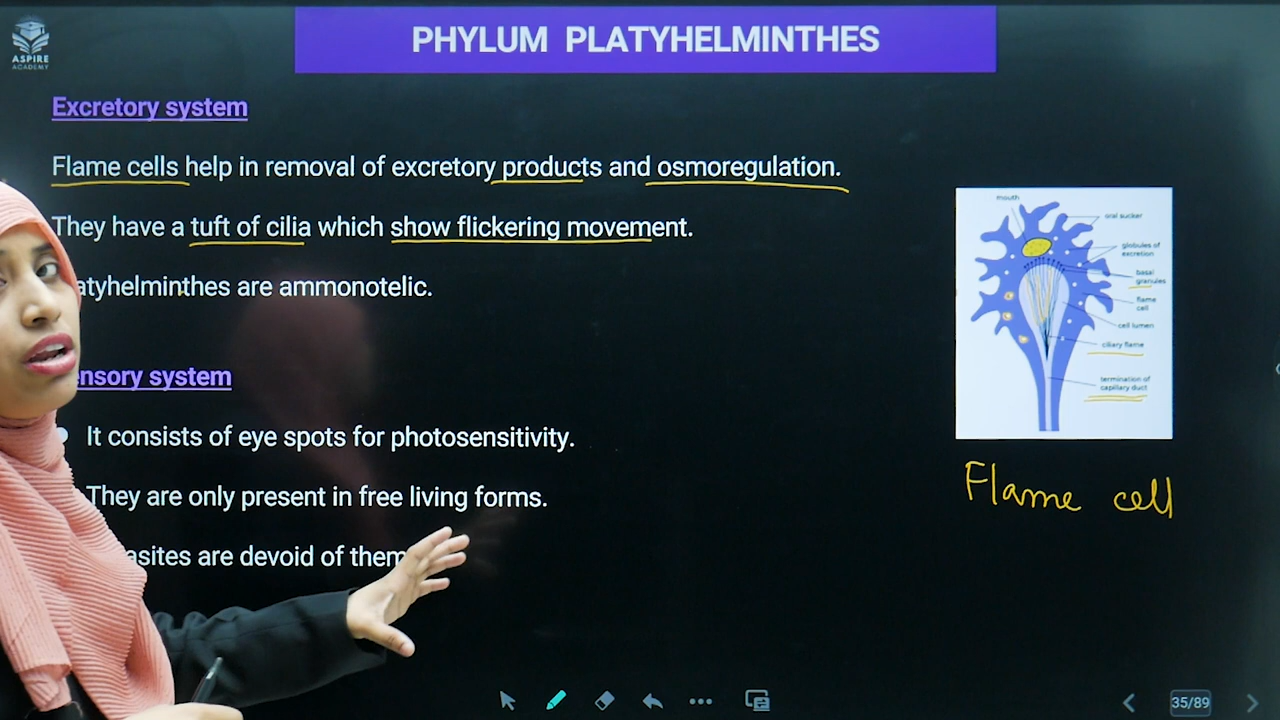 ASPIRE
ACADEMY
PHYLUM PLATYHELMINTHES
Excretory system
Flame cells help in removal of excretory products and osmoregulation.
They have a tuft of cilia which show flickering movement.
atyhelminthes are ammonotelic.
ensory system
It consists of eye spots for photosensitivity.
They are only present in free living forms.
asites are devoid of them
mouth
oral sucker
globules of
excretion
basal
granules
flame
cell
cell lumen
ciliary flame
termination of
capillary duct
Flame cell
35/89